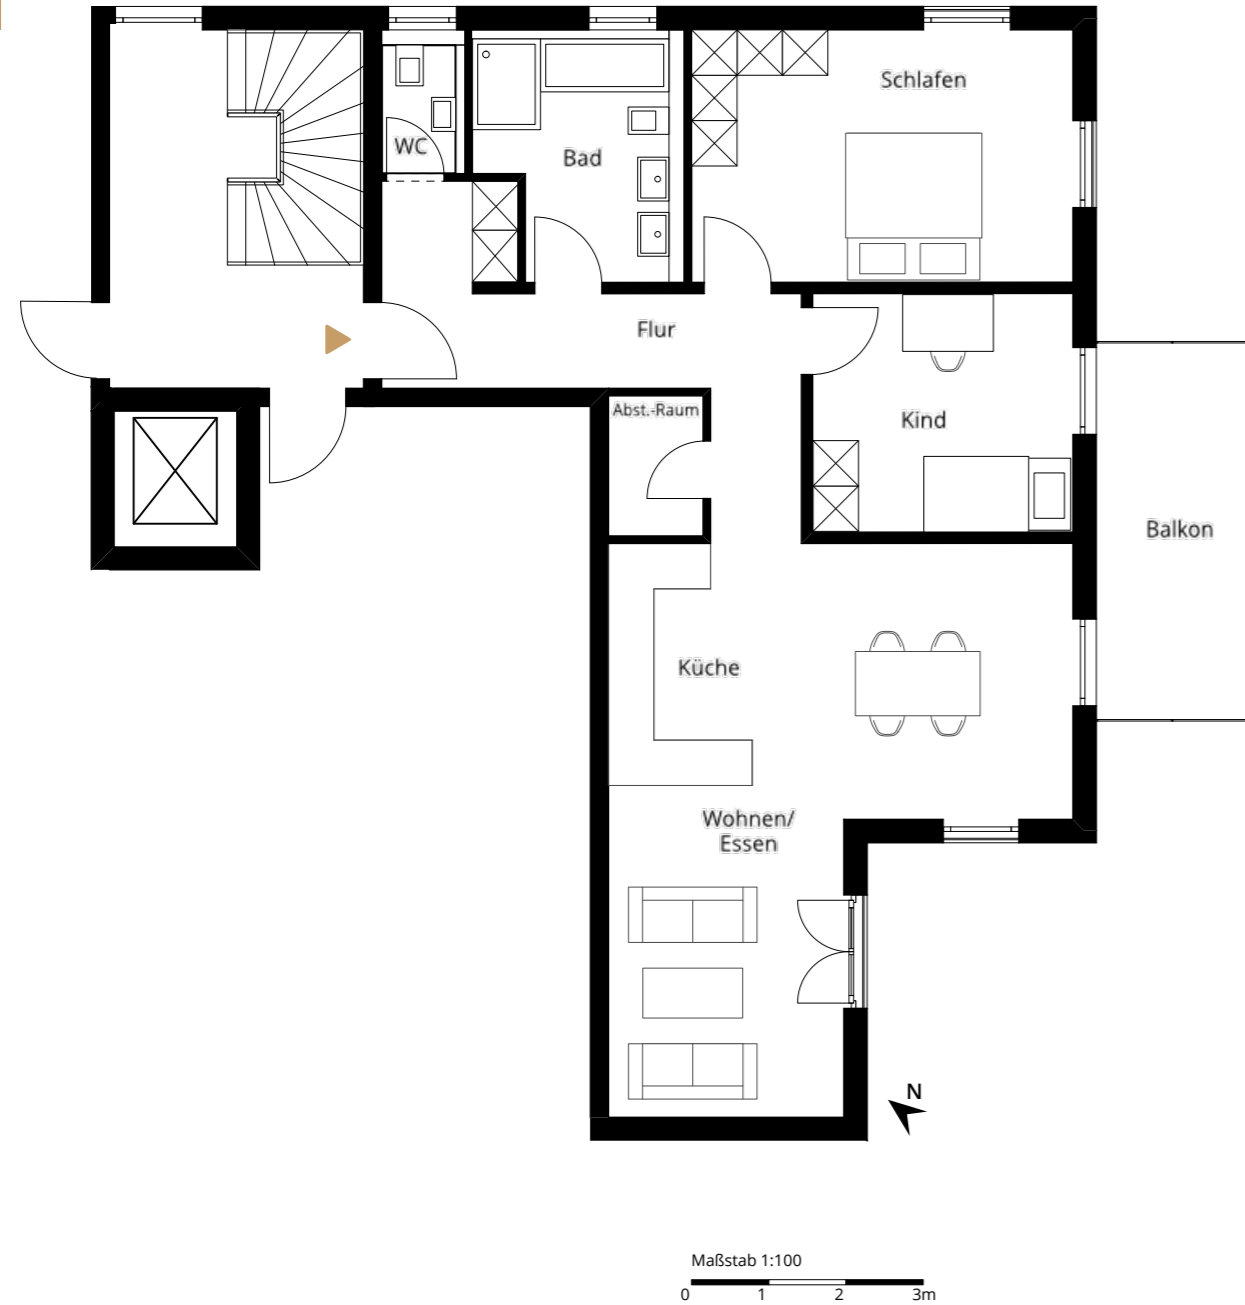 Schlafen
WC
Bad
Flur
Abst.-Raum
Kind
Balkon
Küche
Wohnen/
Essen
N
Maßstab 1:100
0 1 2 3m